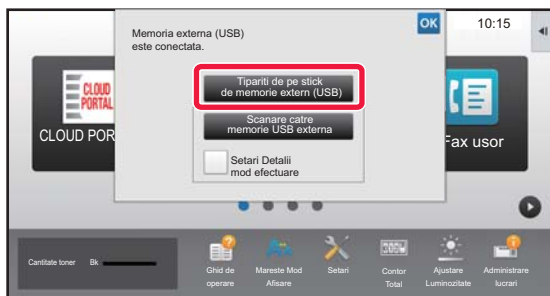 Memoria externa (USB)
este conectata.
OK
10:15
Tipariti de pe stick
de memorie extern (USB)
Scanare catre
memorie USB externa
Setari Detalii
mod efectuare
CLOUD
PORTAL
CLOUD POR
Fax usor
Cantitate toner Bk
Ghid de
operare
Mareste Mod
Afisare
Setari
Contor
Total
Ajustare
Luminozitate
Administrare
lucrari